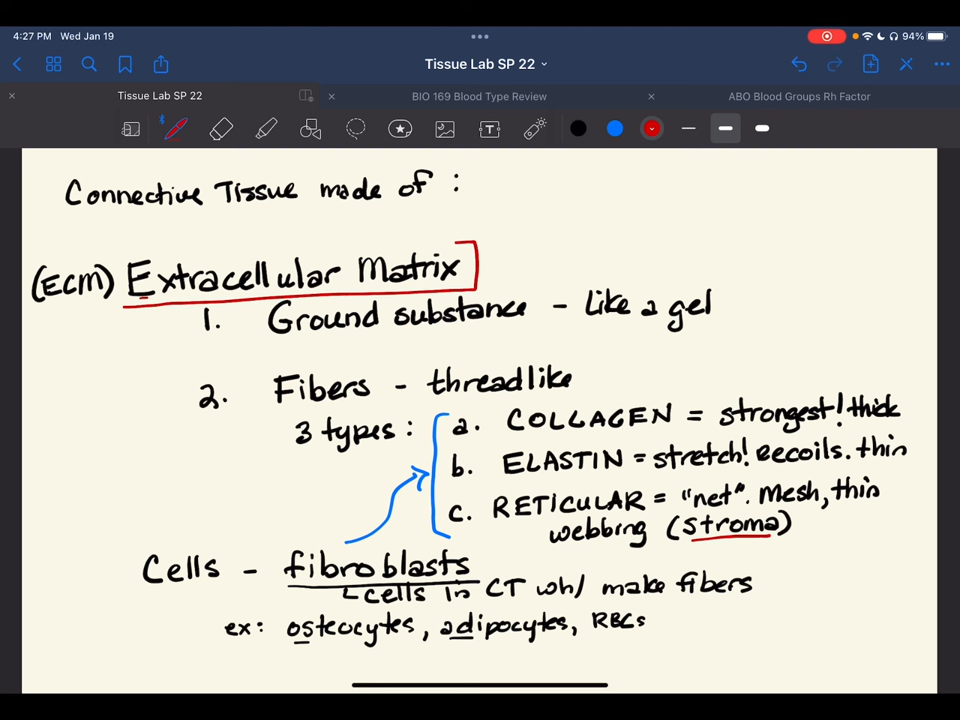 4:27 PM Wed Jan 19
94%
Tissue Lab SP 22
Tissue Lab SP 22
BIO 169 Blood Type Review
ABO Blood Groups Rh Factor
Connective Tissue made of :
(ECM) Extracellular Matrix
1. Ground substance - like a gel
2. Fibers - threadlike
3 types : a. COLLAGEN = strongest! thick
b. ELASTIN = stretch! Recoils. thin
c. RETICULAR = "net". Mesh, thin
webbing (stroma)
Cells - fibroblasts
cells in CT wh/ make fibers
ex: osteocytes, adipocytes, RBCs